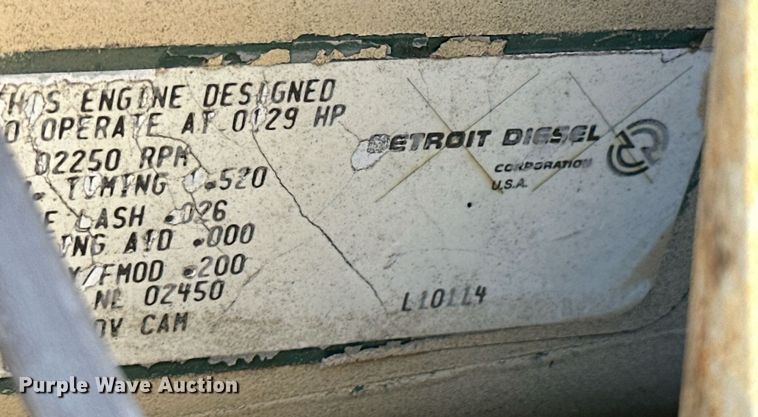 HIS ENGINE DESIGNED
O OPERATE AT 0129 HP
02250 RPM
. TIMING 1.520
E LASH .026
ING AID .000
/FMOD .200
NL 02450
OV CAM
DETROIT DIESEL
CORPORATION
U.S.A.
L10114
Purple Wave Auction